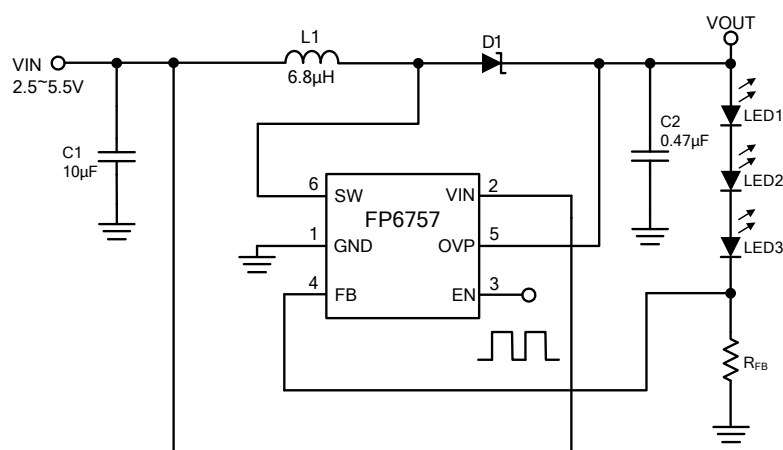 VOUT
L1
D1
VIN
2.5~5.5V
6.8μH
C1
10μF
C2
0.47μF
LED1
LED2
LED3
6
2
SW
VIN
FP6757
1
5
GND
OVP
4
3
FB
EN
RFB